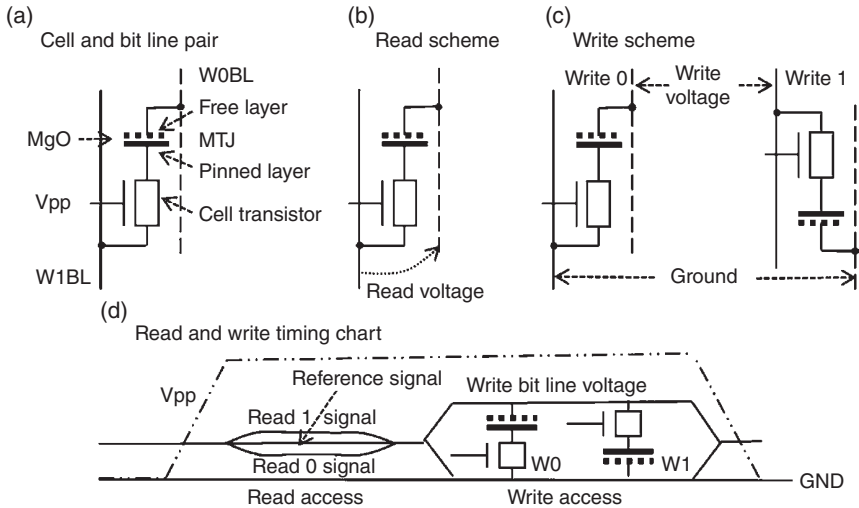 (a)
Cell and bit line pair
W0BL
Free layer
MgO
MTJ
Pinned layer
Vpp
Cell transistor
W1BL
(b)
Read scheme
Read voltage
(c)
Write scheme
Write 0
Write
voltage
Write 1
Ground
(d)
Read and write timing chart
Reference signal
Vpp
Write bit line voltage
Read 1 signal
Read 0 signal
W0
W1
GND
Read access
Write access